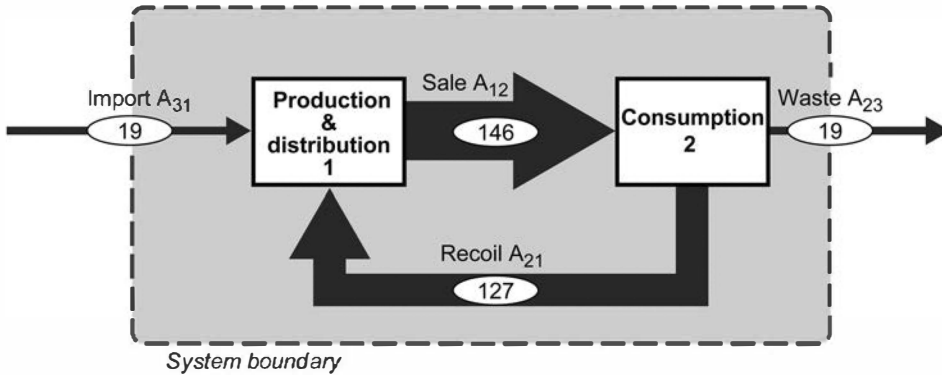 Import A31
19
Production
&
distribution
1
Sale A12
146
Consumption
2
Waste A23
19
Recoil A21
127
System boundary